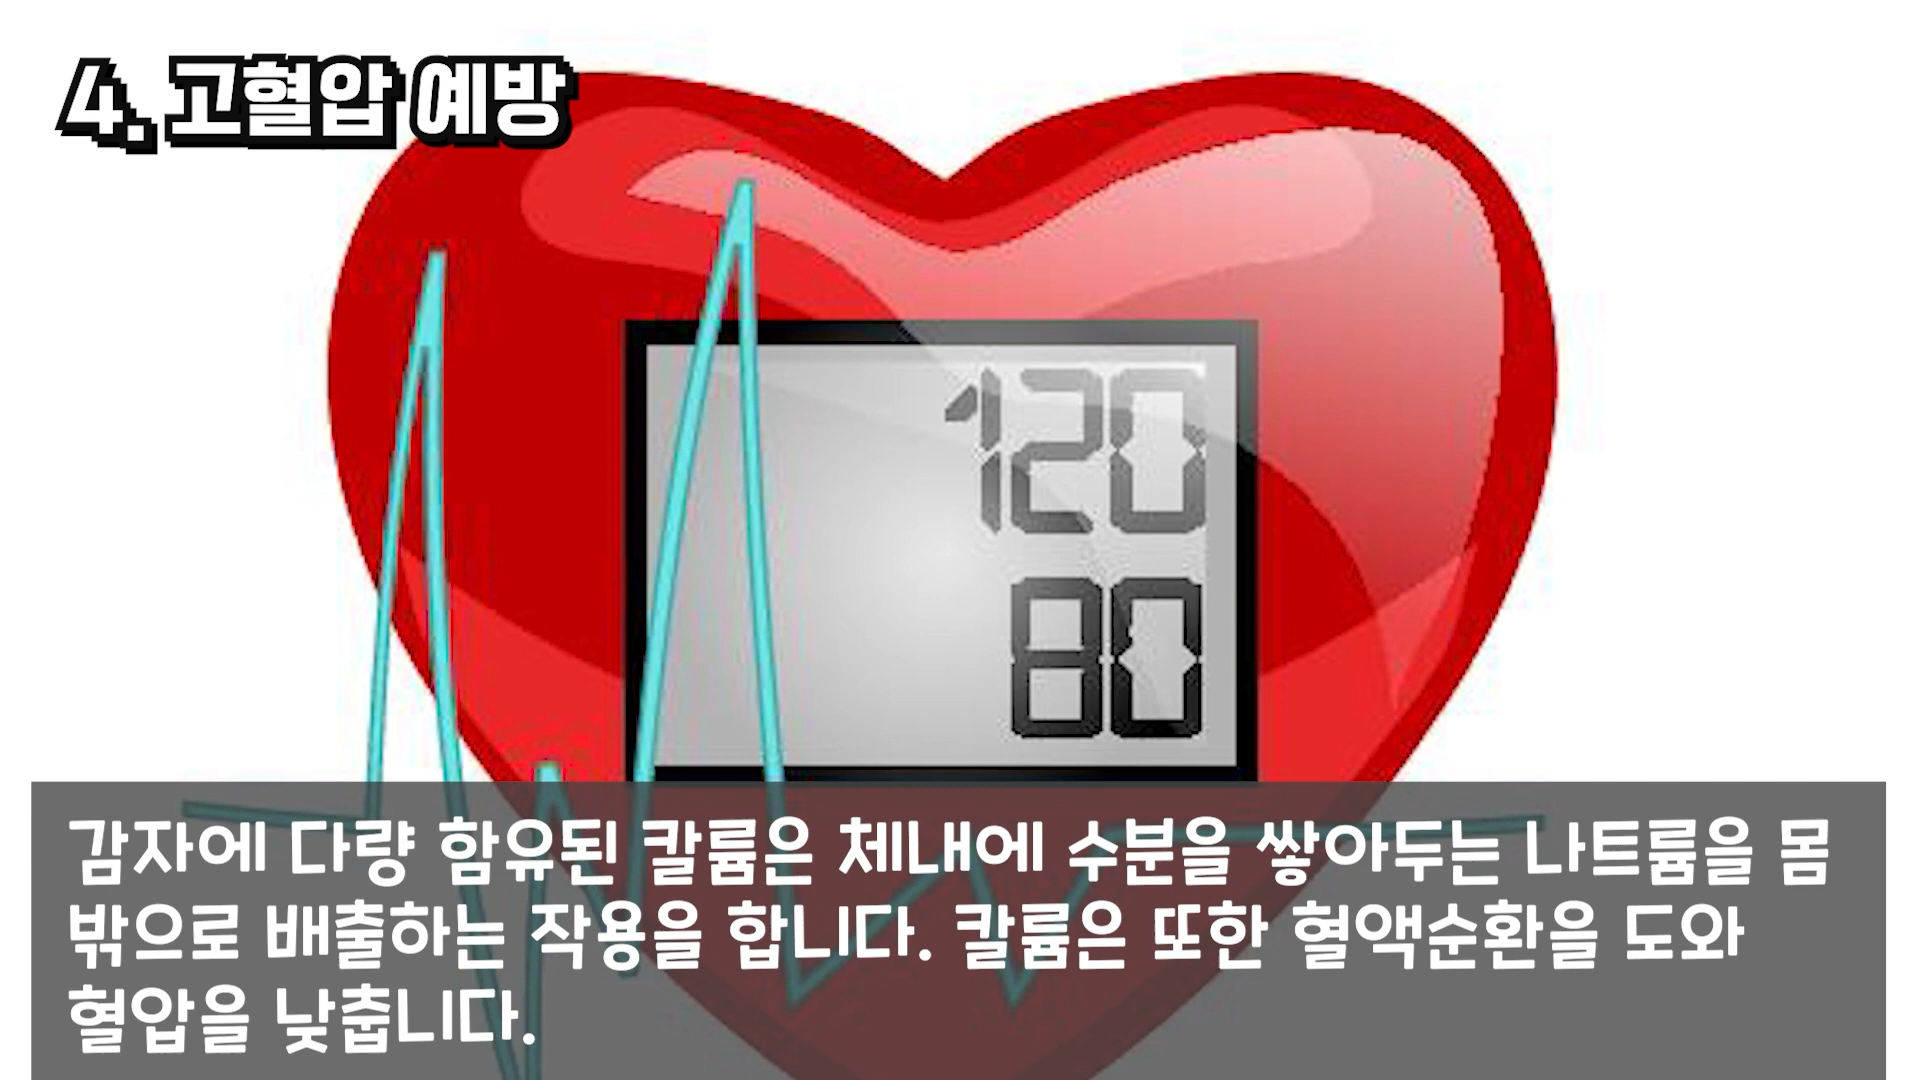 4. 고혈압 예방
120
80
감자에 다량 함유된 칼륨은 체내에 수분을 쌓아두는 나트륨을 몸
밖으로 배출하는 작용을 합니다. 칼륨은 또한 혈액순환을 도와
혈압을 낮춥니다.